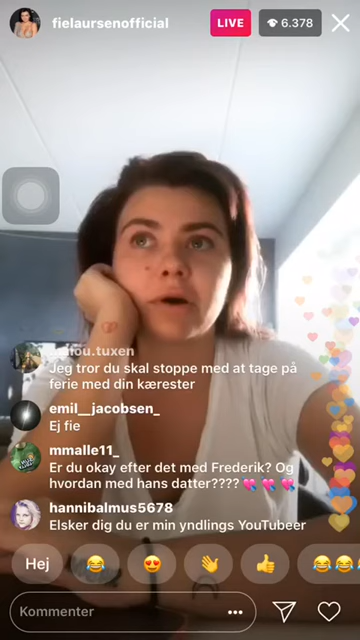 fielaursenofficial
LIVE
6.378
nou.tuxen
Jeg tror du skal stoppe med at tage på
ferie med din kærester
emil__jacobsen_
Ej fie
mmalle11_
Er du okay efter det med Frederik? Og
hvordan med hans datter???? 💘 💘 💘
hannibalmus5678
Elsker dig du er min yndlings YouTubeer
Hej 😂 😍 👋 👍 😂😂
Kommenter